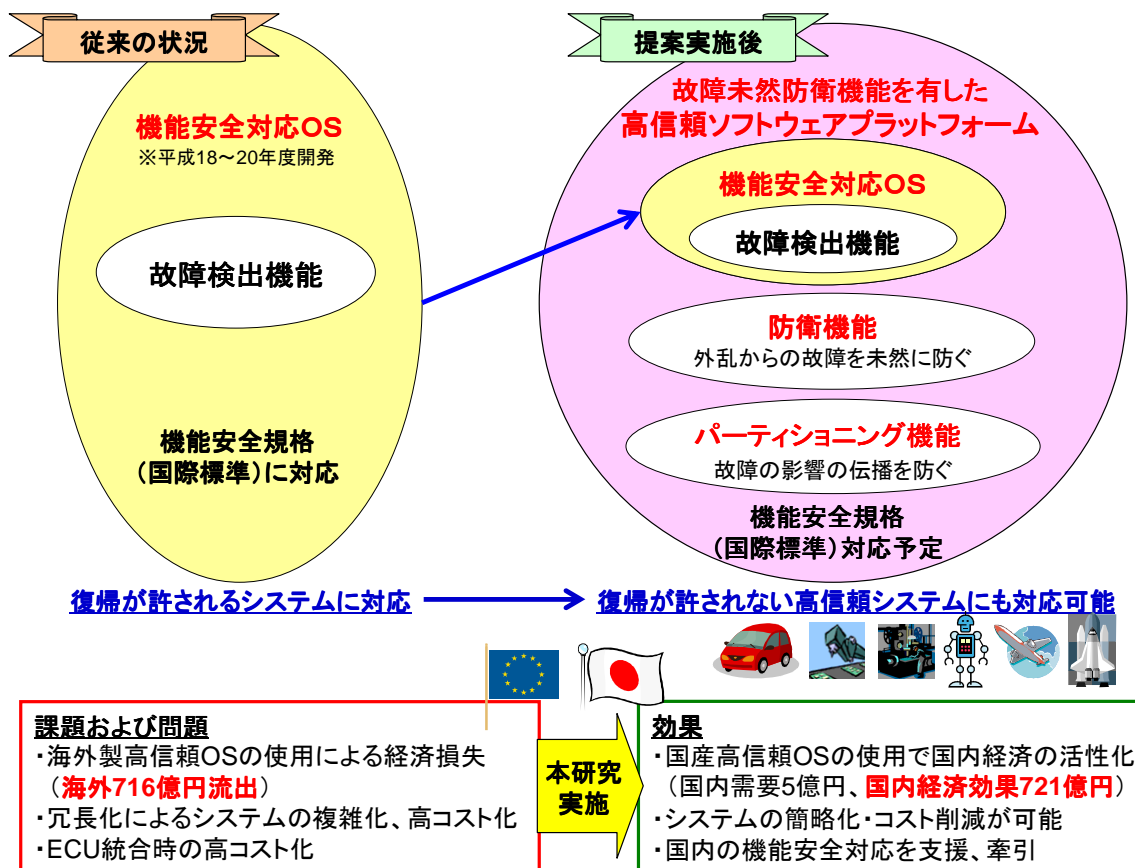 従来の状況
機能安全対応OS
※平成18~20年度開発
故障検出機能
機能安全規格
(国際標準)に対応
提案実施後
故障未然防衛機能を有した
高信頼ソフトウェアプラットフォーム
機能安全対応OS
故障検出機能
防衛機能
外乱からの故障を未然に防ぐ
パーティショニング機能
故障の影響の伝播を防ぐ
機能安全規格
(国際標準)対応予定
復帰が許されるシステムに対応
復帰が許されない高信頼システムにも対応可能
課題および問題
・海外製高信頼OSの使用による経済損失
(海外716億円流出)
・冗長化によるシステムの複雑化、高コスト化
・ECU統合時の高コスト化
本研究
実施
効果
・国産高信頼OSの使用で国内経済の活性化
(国内需要5億円、国内経済効果721億円)
・システムの簡略化・コスト削減が可能
・国内の機能安全対応を支援、牽引